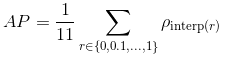 AP = \frac{1}{11} \sum_{r \in \{0, 0.1, ..., 1\}} \rho_{\text{interp}(r)}